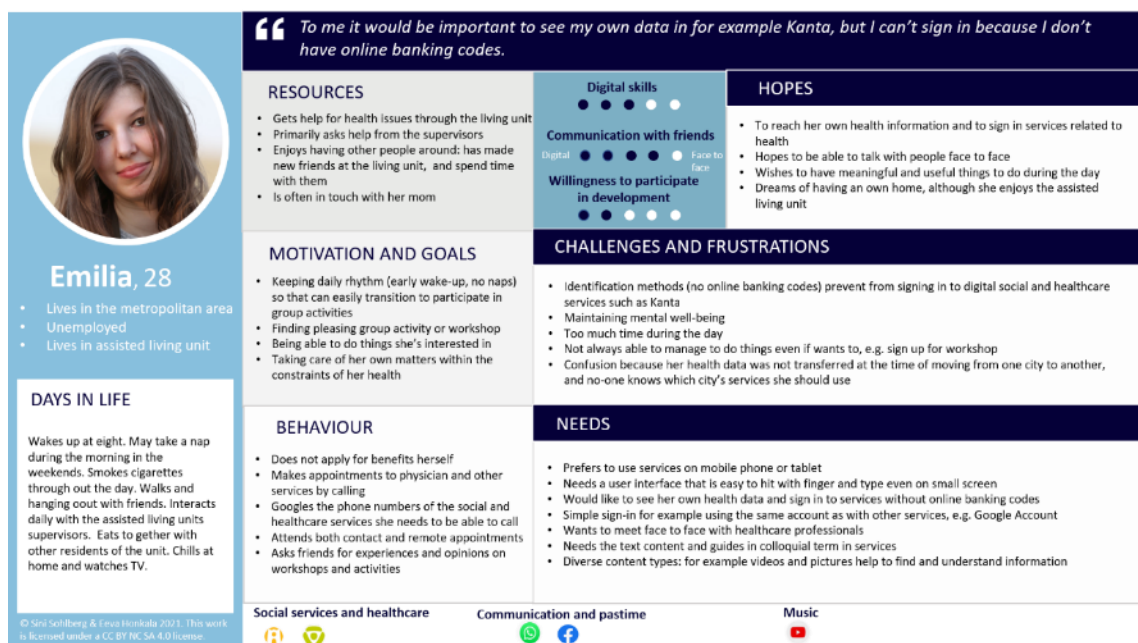 To me it would be important to see my own data in for example Kanta, but I can't sign in because I don't
have online banking codes.
Emilia, 28
• Lives in the metropolitan area
• Unemployed
• Lives in assisted living unit
DAYS IN LIFE
Wakes up at eight. May take a nap
during the morning in the
weekends. Smokes cigarettes
through out the day. Walks and
hanging oout with friends. Interacts
daily with the assisted living units
supervisors. Eats to gether with
other residents of the unit. Chills at
home and watches TV.
© Sini Sohlberg & Eeva Honkala 2021. This work
is licensed under a CC BY NC SA 4.0 license.
RESOURCES
• Gets help for health issues through the living unit
• Primarily asks help from the supervisors
• Enjoys having other people around: has made
new friends at the living unit, and spend time
with them
• Is often in touch with her mom
Digital skills
Communication with friends
Digital
Face to
face
Willingness to participate
in development
HOPES
• To reach her own health information and to sign in services related to
health
• Hopes to be able to talk with people face to face
• Wishes to have meaningful and useful things to do during the day
• Dreams of having an own home, although she enjoys the assisted
living unit
MOTIVATION AND GOALS
• Keeping daily rhythm (early wake-up, no naps)
so that can easily transition to participate in
group activities
• Finding pleasing group activity or workshop
• Being able to do things she's interested in
• Taking care of her own matters within the
constraints of her health
CHALLENGES AND FRUSTRATIONS
• Identification methods (no online banking codes) prevent from signing in to digital social and healthcare
services such as Kanta
• Maintaining mental well-being
• Too much time during the day
• Not always able to manage to do things even if wants to, e.g. sign up for workshop
• Confusion because her health data was not transferred at the time of moving from one city to another,
and no-one knows which city's services she should use
BEHAVIOUR
• Does not apply for benefits herself
• Makes appointments to physician and other
services by calling
• Googles the phone numbers of the social and
healthcare services she needs to be able to call
• Attends both contact and remote appointments
• Asks friends for experiences and opinions on
workshops and activities
NEEDS
• Prefers to use services on mobile phone or tablet
• Needs a user interface that is easy to hit with finger and type even on small screen
• Would like to see her own health data and sign in to services without online banking codes
• Simple sign-in for example using the same account as with other services, e.g. Google Account
• Wants to meet face to face with healthcare professionals
• Needs the text content and guides in colloquial term in services
• Diverse content types: for example videos and pictures help to find and understand information
Social services and healthcare
Communication and pastime
Music